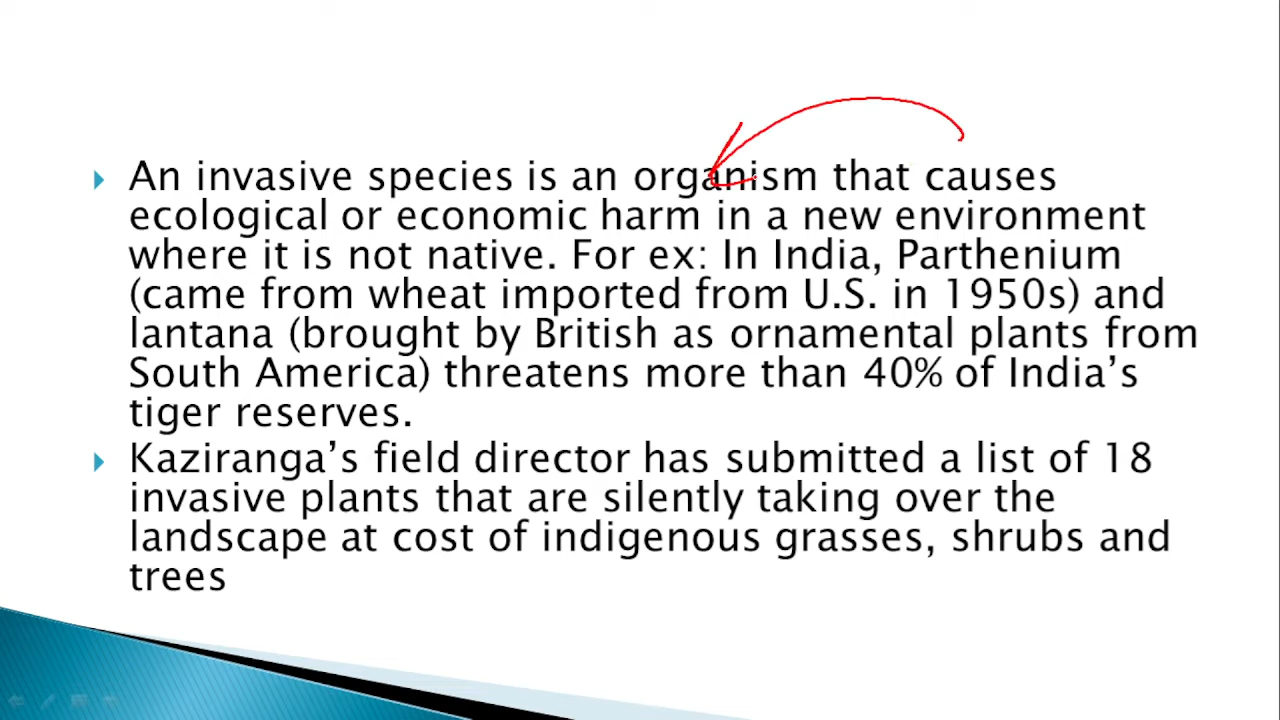 An invasive species is an organism that causes
ecological or economic harm in a new environment
where it is not native. For ex: In India, Parthenium
(came from wheat imported from U.S. in 1950s) and
lantana (brought by British as ornamental plants from
South America) threatens more than 40% of India’s
tiger reserves.
Kaziranga’s field director has submitted a list of 18
invasive plants that are silently taking over the
landscape at cost of indigenous grasses, shrubs and
trees